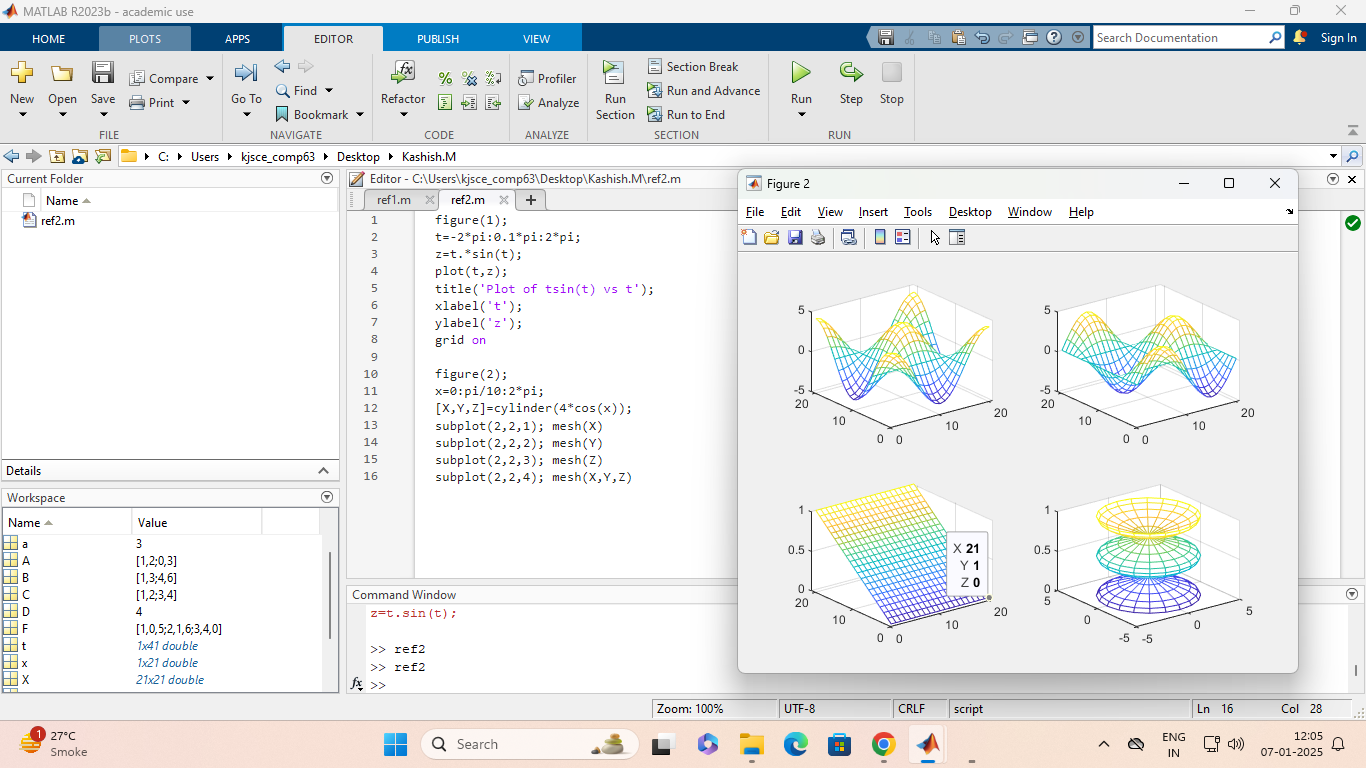 MATLAB R2023b - academic use
HOME PLOTS APPS EDITOR PUBLISH VIEW Search Documentation Sign In
New Open Save Compare Print Go To Find Bookmark Refactor Profiler Analyze Run Section Section Break Run and Advance Run to End Run Step Stop
FILE NAVIGATE CODE ANALYZE SECTION RUN
C: Users kjsce_comp63 Desktop Kashish.M
Current Folder
Name
ref2.m
Details
Workspace
Name Value
a 3
A [1,2;0,3]
B [1,3;4,6]
C [1,2;3,4]
D 4
F [1,0,5;2,1,6;3,4,0]
t 1x41 double
x 1x21 double
X 21x21 double
Editor - C:\Users\kjsce_comp63\Desktop\Kashish.M\ref2.m
ref1.m ref2.m
1 figure(1);
2 t=-2*pi:0.1*pi:2*pi;
3 z=t.*sin(t);
4 plot(t,z);
5 title('Plot of tsin(t) vs t');
6 xlabel('t');
7 ylabel('z');
8 grid on
9
10 figure(2);
11 x=0:pi/10:2*pi;
12 [X,Y,Z]=cylinder(4*cos(x));
13 subplot(2,2,1); mesh(X)
14 subplot(2,2,2); mesh(Y)
15 subplot(2,2,3); mesh(Z)
16 subplot(2,2,4); mesh(X,Y,Z)
Command Window
z=t.sin(t);
>> ref2
>> ref2
fx >>
Figure 2
File Edit View Insert Tools Desktop Window Help
5 0 -5 20 10 0 0 10 20
5 0 -5 20 10 0 0 10 20
1 0.5 0 20 10 0 0 10 20
X 21
Y 1
Z 0
1 0.5 0 5 0 -5 -5 0 5
Zoom: 100% UTF-8 CRLF script Ln 16 Col 28
1
27°C
Smoke
Search
ENG
IN
12:05
07-01-2025